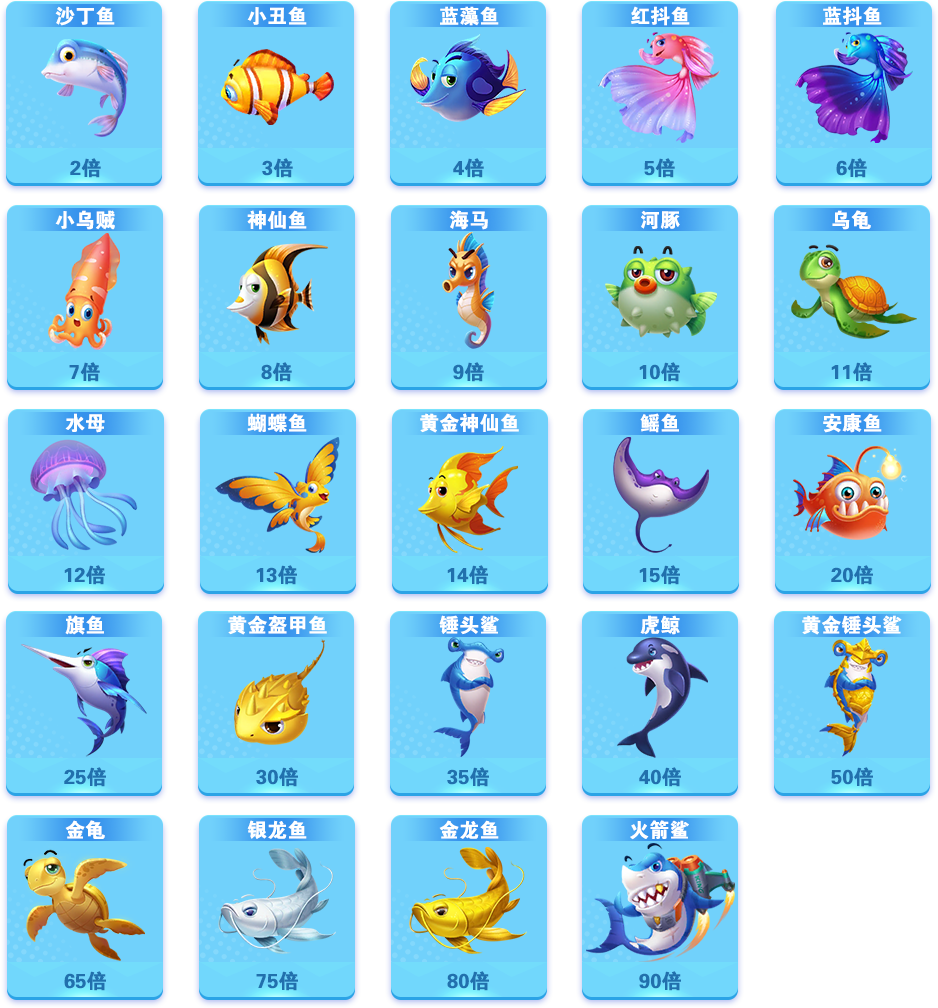 沙丁鱼
2倍
小丑鱼
3倍
蓝藻鱼
4倍
红抖鱼
5倍
蓝抖鱼
6倍
小乌贼
7倍
神仙鱼
8倍
海马
9倍
河豚
10倍
乌龟
11倍
水母
12倍
蝴蝶鱼
13倍
黄金神仙鱼
14倍
鳐鱼
15倍
安康鱼
20倍
旗鱼
25倍
黄金盔甲鱼
30倍
锤头鲨
35倍
虎鲸
40倍
黄金锤头鲨
50倍
金龟
65倍
银龙鱼
75倍
金龙鱼
80倍
火箭鲨
90倍